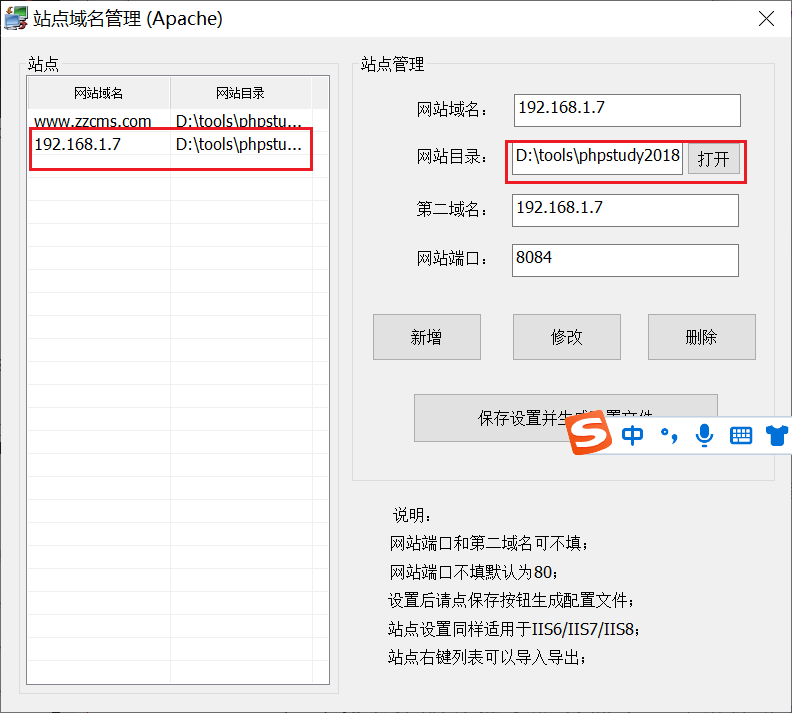 站点域名管理 (Apache)
站点
网站域名 网站目录
www.zzcms.com D:\tools\phpstu...
192.168.1.7 D:\tools\phpstu...
站点管理
网站域名： 192.168.1.7
网站目录： D:\tools\phpstudy2018 打开
第二域名： 192.168.1.7
网站端口： 8084
新增 修改 删除
保存设置并生成配置文件
S 中 °，
说明：
网站端口和第二域名可不填；
网站端口不填默认为80；
设置后请点保存按钮生成配置文件；
站点设置同样适用于IIS6/IIS7/IIS8；
站点右键列表可以导入导出；